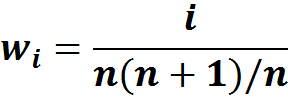 w_i = i / (n(n + 1)/n)